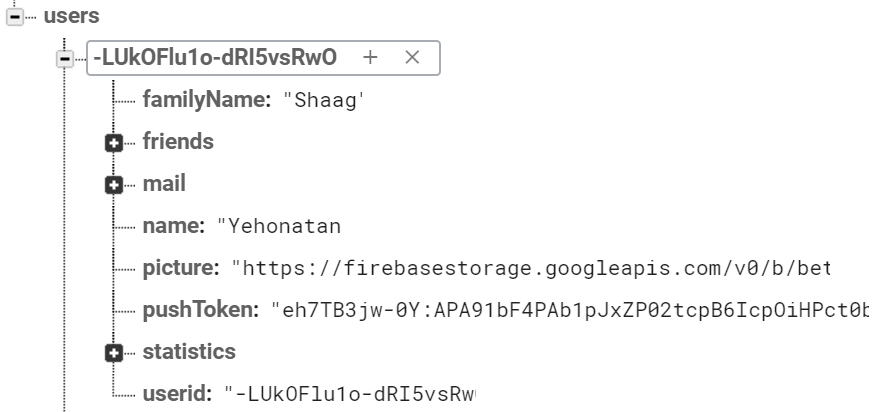 users
-LUkOFlu1o-dRI5vsRwO + ×
familyName: "Shaag'
friends
mail
name: "Yehonatan
picture: "https://firebasestorage.googleapis.com/v0/b/bet
pushToken: "eh7TB3jw-0Y:APA91bF4PAb1pJxZP02tcpB6IcpOiHPct0b
statistics
userid: "-LUkOFlu1o-dRI5vsRw